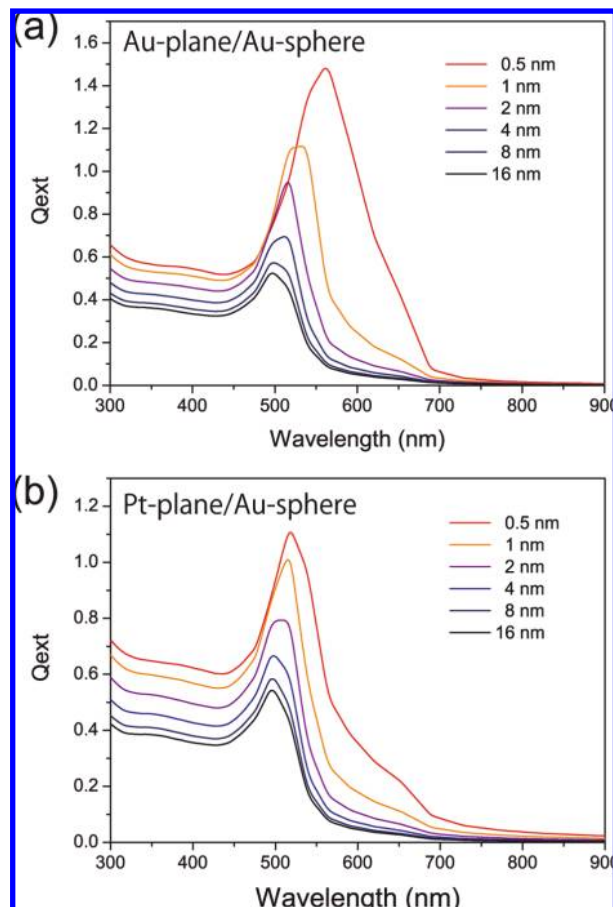 (a)
Au-plane/Au-sphere
0.5 nm
1 nm
2 nm
4 nm
8 nm
16 nm
1.6
1.4
1.2
1.0
0.8
0.6
0.4
0.2
0.0
Qext
300 400 500 600 700 800 900
Wavelength (nm)
(b)
Pt-plane/Au-sphere
0.5 nm
1 nm
2 nm
4 nm
8 nm
16 nm
1.2
1.0
0.8
0.6
0.4
0.2
0.0
Qext
300 400 500 600 700 800 900
Wavelength (nm)